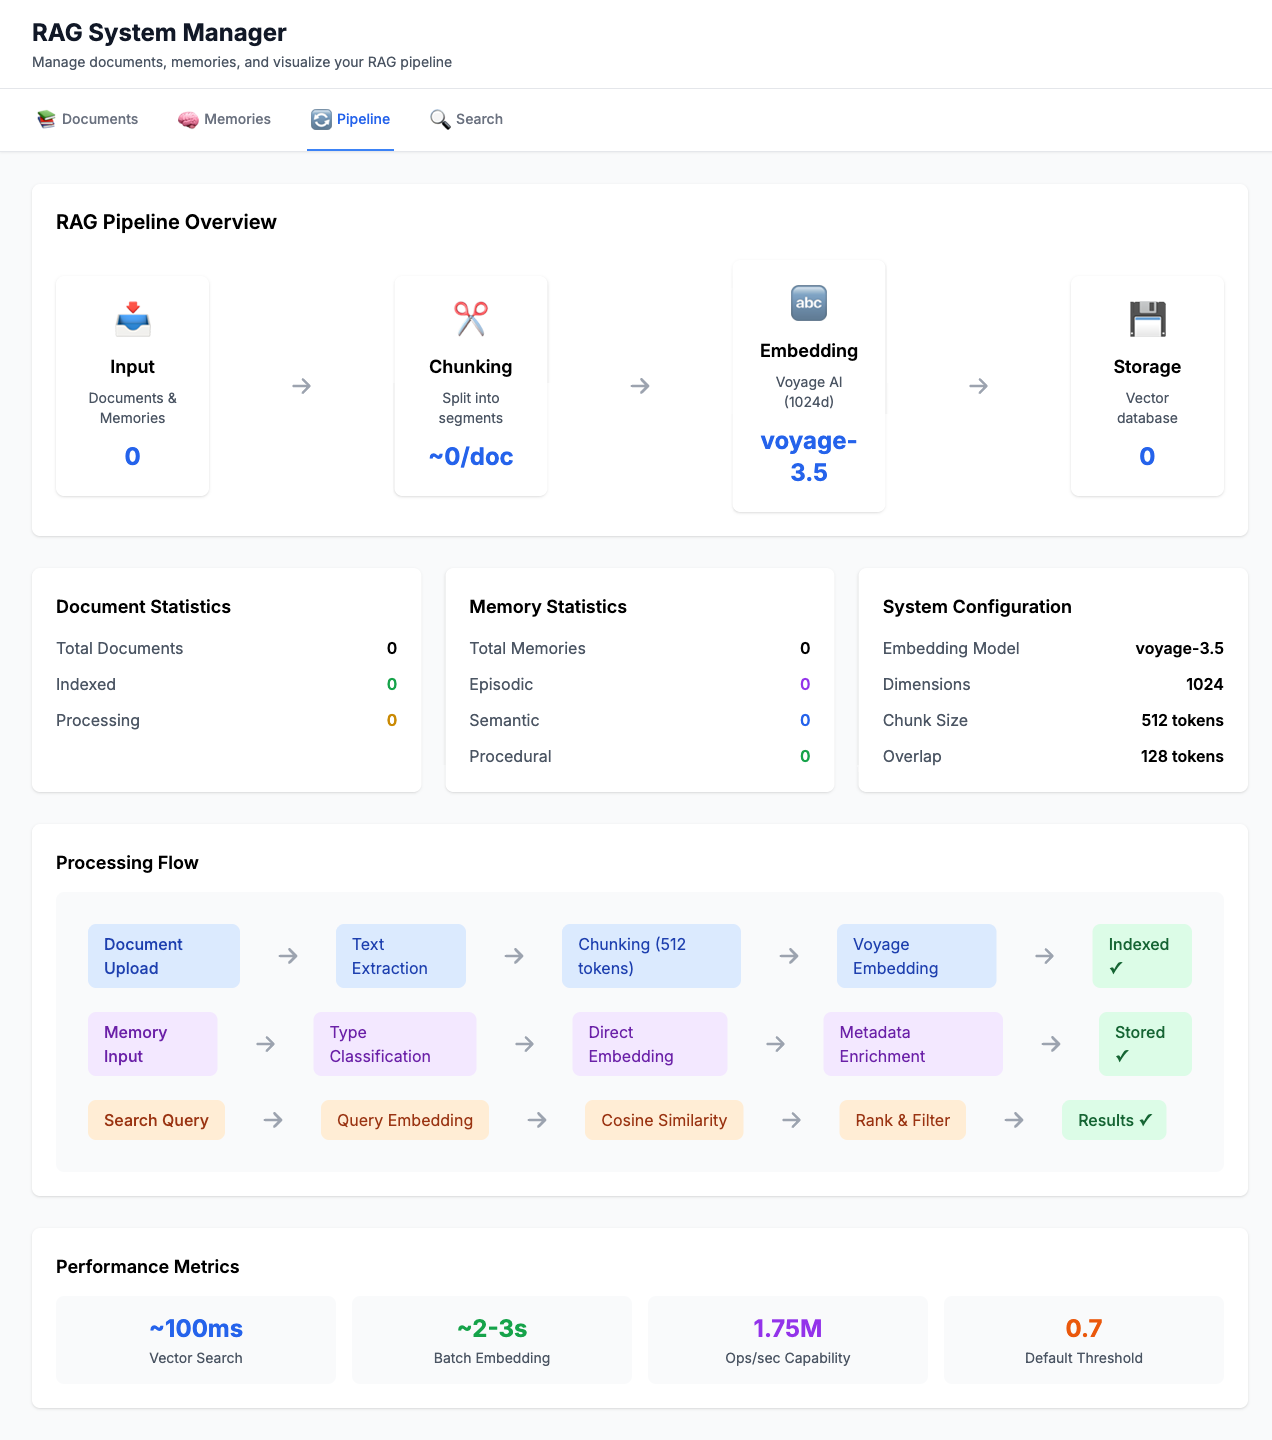 RAG System Manager
Manage documents, memories, and visualize your RAG pipeline
Documents
Memories
Pipeline
Search
RAG Pipeline Overview
Input
Documents &
Memories
0
Chunking
Split into
segments
~0/doc
abc
Embedding
Voyage AI
(1024d)
voyage-
3.5
Storage
Vector
database
0
Document Statistics
Total Documents 0
Indexed 0
Processing 0
Memory Statistics
Total Memories 0
Episodic 0
Semantic 0
Procedural 0
System Configuration
Embedding Model voyage-3.5
Dimensions 1024
Chunk Size 512 tokens
Overlap 128 tokens
Processing Flow
Document
Upload
→
Text
Extraction
→
Chunking (512
tokens)
→
Voyage
Embedding
→
Indexed
✓
Memory
Input
→
Type
Classification
→
Direct
Embedding
→
Metadata
Enrichment
→
Stored
✓
Search Query → Query Embedding → Cosine Similarity → Rank & Filter → Results ✓
Performance Metrics
~100ms
Vector Search
~2-3s
Batch Embedding
1.75M
Ops/sec Capability
0.7
Default Threshold